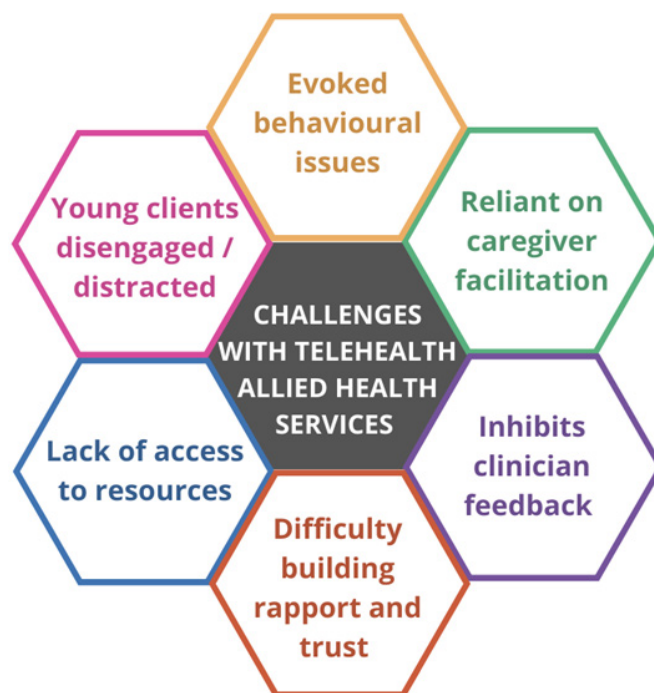 Evoked
behavioural
issues
Young clients
disengaged /
distracted
Reliant on
caregiver
facilitation
CHALLENGES
WITH TELEHEALTH
ALLIED HEALTH
SERVICES
Lack of access
to resources
Inhibits
clinician
feedback
Difficulty
building
rapport and
trust